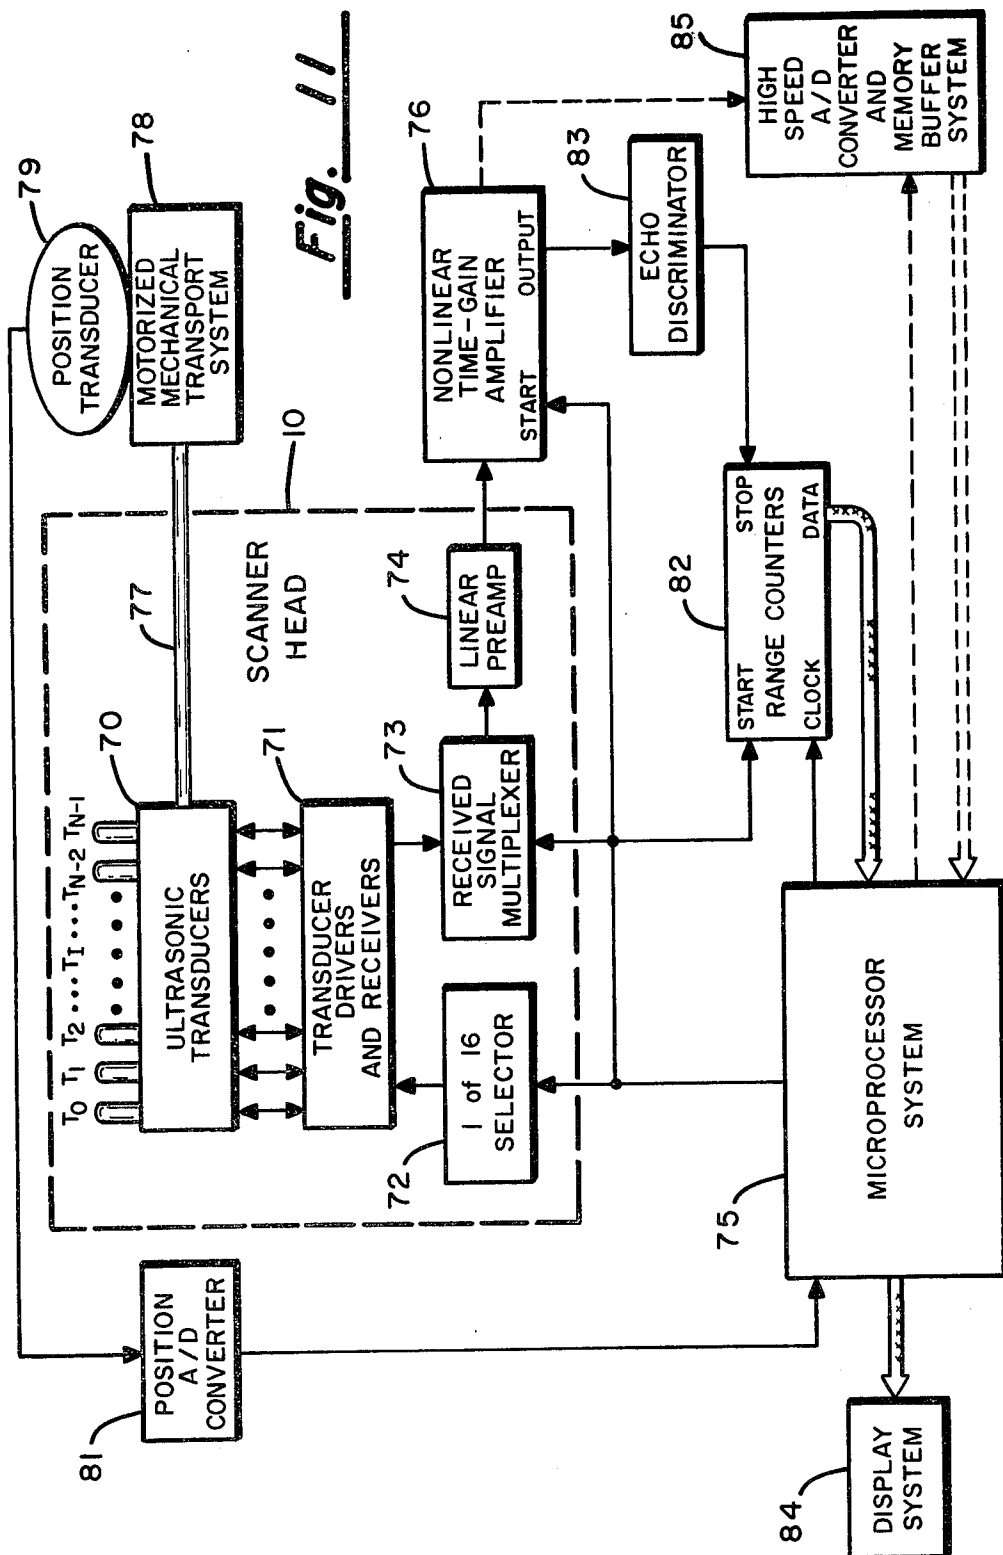 Fig. 11
79
POSITION
TRANSDUCER
78
MOTORIZED
MECHANICAL
TRANSPORT
SYSTEM
77
10
SCANNER
HEAD
T0 T1 T2 ···· TI ···· TN-2 TN-1
70
ULTRASONIC
TRANSDUCERS
71
TRANSDUCER
DRIVERS
AND RECEIVERS
72
1 of 16
SELECTOR
73
RECEIVED
SIGNAL
MULTIPLEXER
74
LINEAR
PREAMP
76
NONLINEAR
TIME-GAIN
AMPLIFIER
START OUTPUT
81
POSITION
A/D
CONVERTER
83
ECHO
DISCRIMINATOR
82
START STOP
RANGE COUNTERS
CLOCK DATA
85
HIGH
SPEED
A/D
CONVERTER
AND
MEMORY
BUFFER
SYSTEM
75
MICROPROCESSOR
SYSTEM
84
DISPLAY
SYSTEM